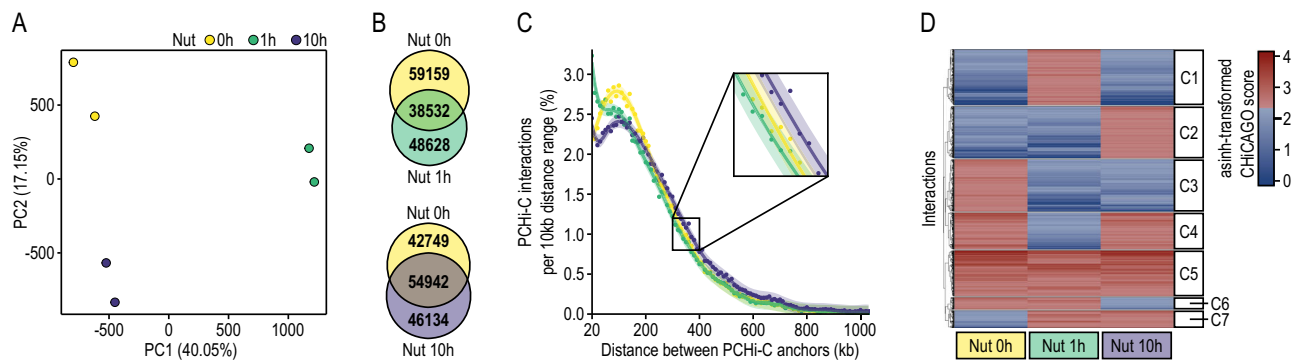 A
Nut 0h 1h 10h
500
0
-500
PC2 (17.15%)
-500 0 500 1000
PC1 (40.05%)
B
Nut 0h
59159
38532
48628
Nut 1h
Nut 0h
42749
54942
46134
Nut 10h
C
PCHi-C interactions
per 10kb distance range (%)
3.0
2.5
2.0
1.5
1.0
0.5
0.0
20 200 400 600 800 1000
Distance between PCHi-C anchors (kb)
D
Interactions
C1
C2
C3
C4
C5
C6
C7
Nut 0h Nut 1h Nut 10h
asinh-transformed
CHiCAGO score
4
3
2
1
0